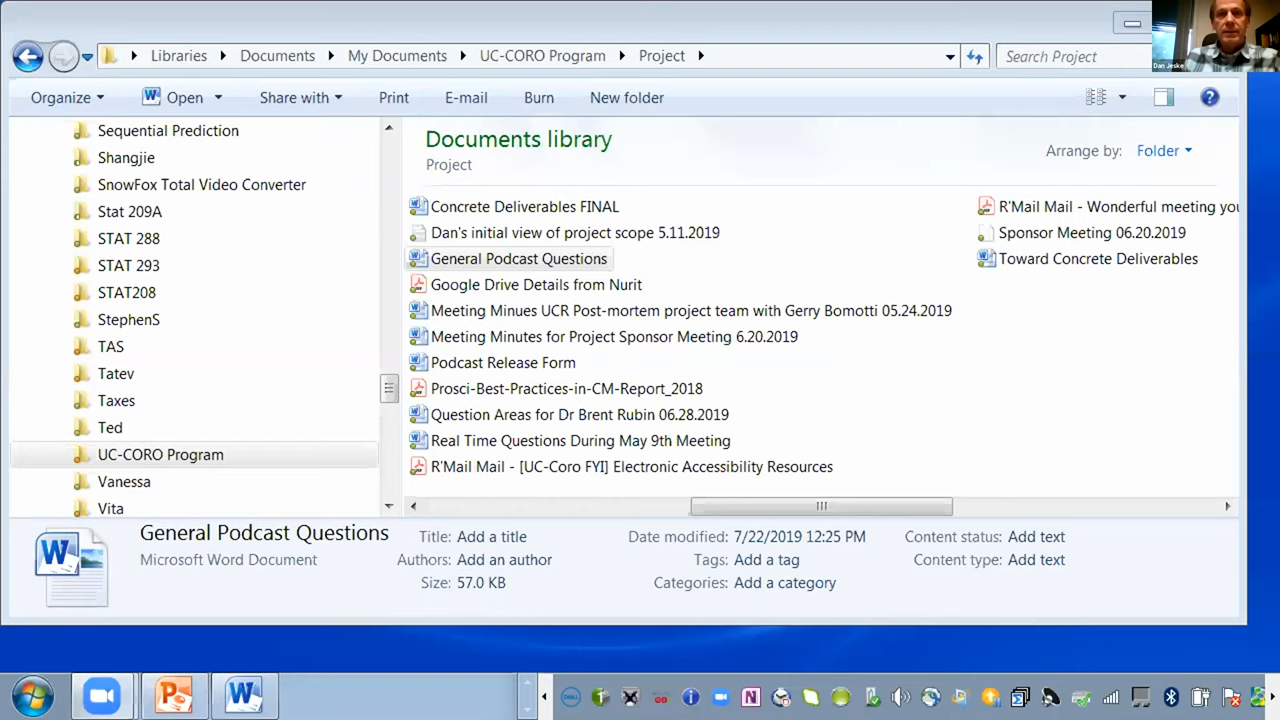 Libraries Documents My Documents UC-CORO Program Project
Search Project
Dan Jeske
Organize Open Share with Print E-mail Burn New folder
Sequential Prediction
Shangjie
SnowFox Total Video Converter
Stat 209A
STAT 288
STAT 293
STAT208
StephenS
TAS
Tatev
Taxes
Ted
UC-CORO Program
Vanessa
Vita
Documents library
Project
Arrange by: Folder
Concrete Deliverables FINAL
Dan's initial view of project scope 5.11.2019
General Podcast Questions
Google Drive Details from Nurit
Meeting Minues UCR Post-mortem project team with Gerry Bomotti 05.24.2019
Meeting Minutes for Project Sponsor Meeting 6.20.2019
Podcast Release Form
Prosci-Best-Practices-in-CM-Report_2018
Question Areas for Dr Brent Rubin 06.28.2019
Real Time Questions During May 9th Meeting
R'Mail Mail - [UC-Coro FYI] Electronic Accessibility Resources
R'Mail Mail - Wonderful meeting you
Sponsor Meeting 06.20.2019
Toward Concrete Deliverables
General Podcast Questions
Microsoft Word Document
Title: Add a title
Authors: Add an author
Size: 57.0 KB
Date modified: 7/22/2019 12:25 PM
Tags: Add a tag
Categories: Add a category
Content status: Add text
Content type: Add text